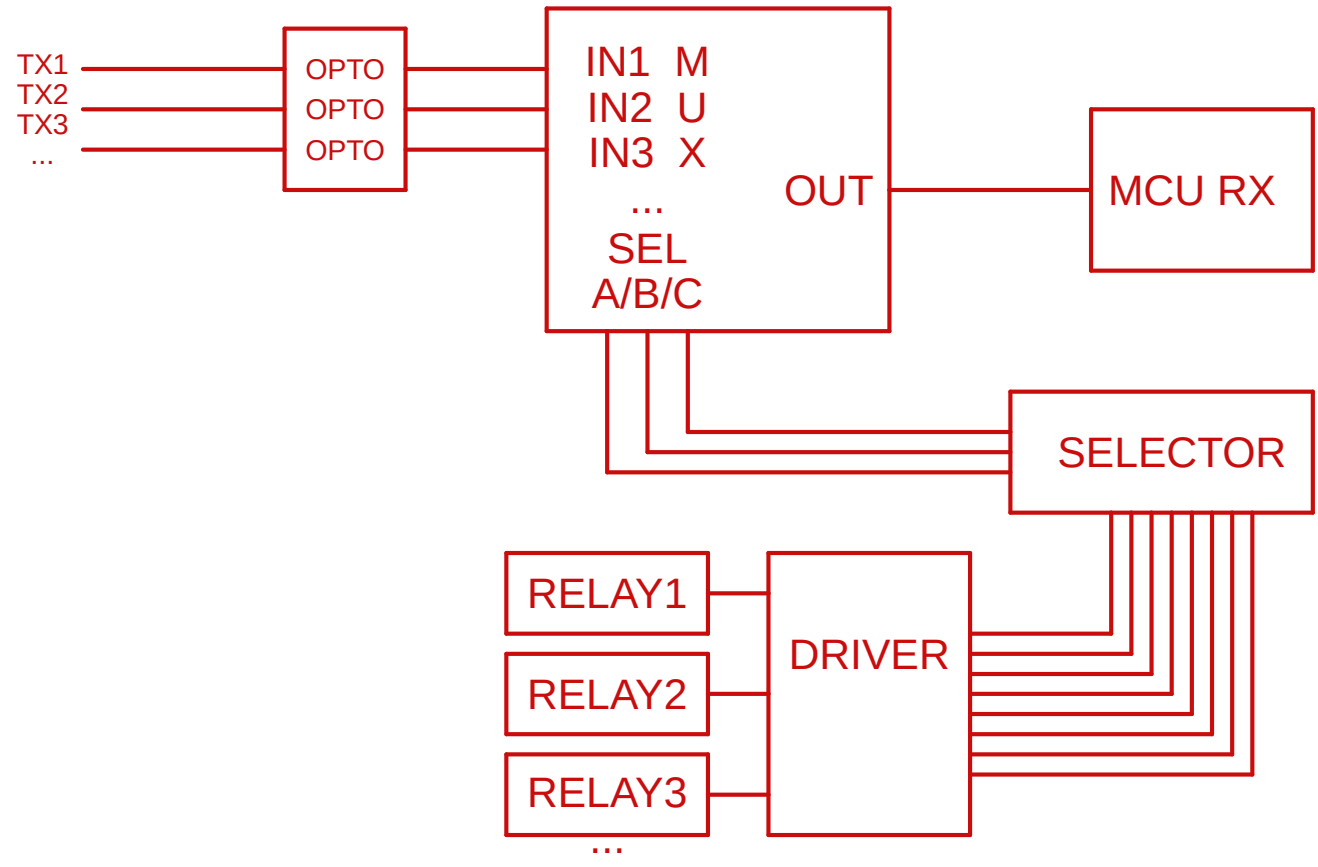 TX1
TX2
TX3
...
OPTO
OPTO
OPTO
IN1 M
IN2 U
IN3 X
...
SEL
A/B/C
OUT
MCU RX
SELECTOR
DRIVER
RELAY1
RELAY2
RELAY3
...